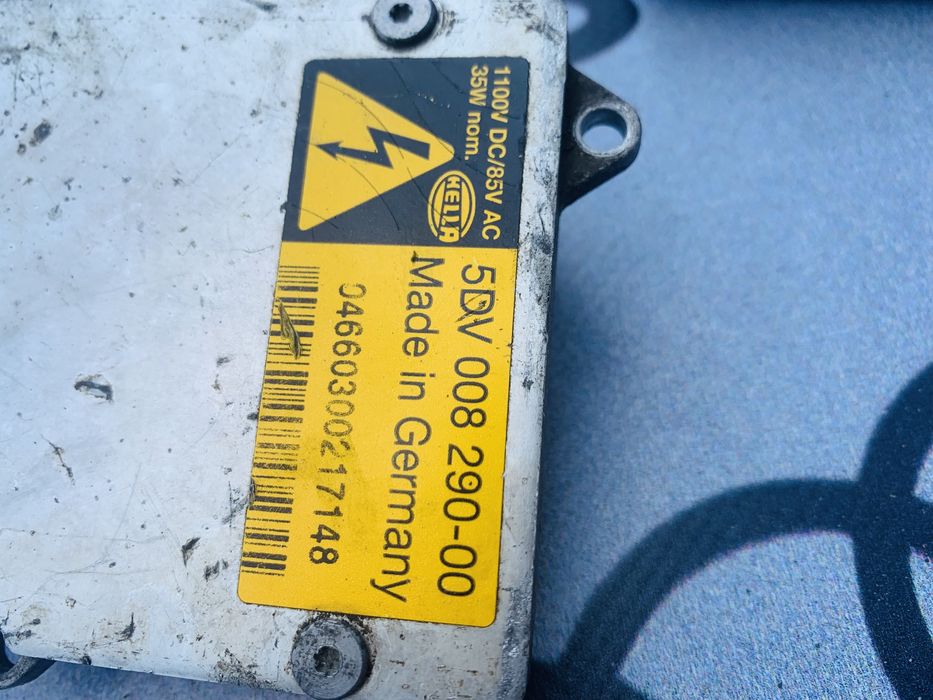 1100V DC/85V AC
35W nom.
HELLA
5DV 008 290-00
Made in Germany
04660300217148